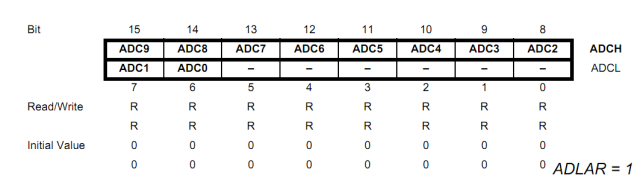 Bit 15 14 13 12 11 10 9 8
ADC9 ADC8 ADC7 ADC6 ADC5 ADC4 ADC3 ADC2 ADCH
ADC1 ADC0 – – – – – – ADCL
7 6 5 4 3 2 1 0
Read/Write R R R R R R R R
R R R R R R R R
Initial Value 0 0 0 0 0 0 0 0
0 0 0 0 0 0 0 0 ADLAR = 1